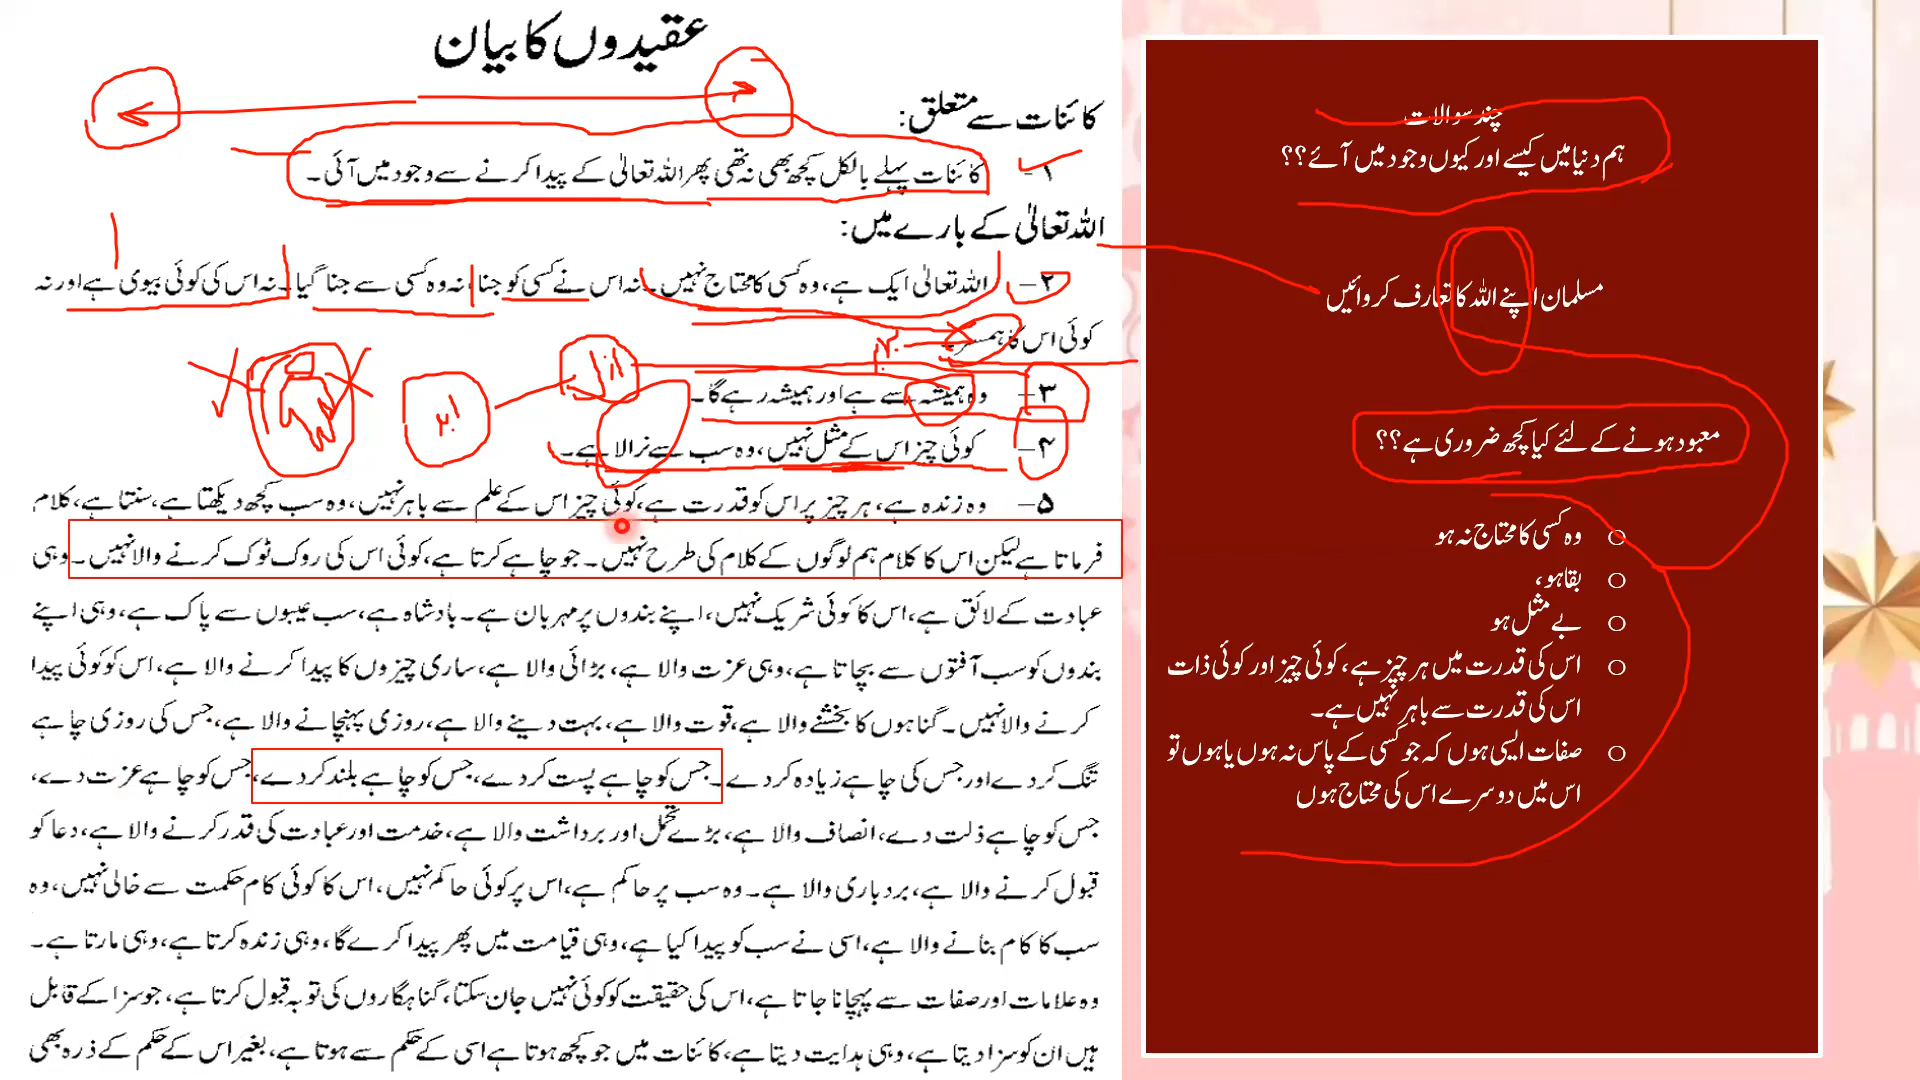 عقیدوں کا بیان
کائنات سے متعلق:
۱- کائنات پہلے بالکل کچھ بھی نہ تھی پھر اللہ تعالیٰ کے پیدا کرنے سے وجود میں آئی۔
اللہ تعالیٰ کے بارے میں:
۲- اللہ تعالیٰ ایک ہے، وہ کسی کا محتاج نہیں۔ نہ اس نے کسی کو جنا، نہ وہ کسی سے جنا گیا۔ نہ اس کی کوئی بیوی ہے اور نہ
کوئی اس کا ہمسر۔
۳- وہ ہمیشہ سے ہے اور ہمیشہ رہے گا۔
۴- کوئی چیز اس کے مثل نہیں، وہ سب سے نرالا ہے۔
۵- وہ زندہ ہے، ہر چیز پر اس کو قدرت ہے، کوئی چیز اس کے علم سے باہر نہیں، وہ سب کچھ دیکھتا ہے، سنتا ہے، کلام
فرماتا ہے لیکن اس کا کلام ہم لوگوں کے کلام کی طرح نہیں۔ جو چاہے کرتا ہے، کوئی اس کی روک ٹوک کرنے والا نہیں۔ وہی
عبادت کے لائق ہے، اس کا کوئی شریک نہیں، اپنے بندوں پر مہربان ہے۔ بادشاہ ہے، سب عیبوں سے پاک ہے، وہی اپنے
بندوں کو سب آفتوں سے بچاتا ہے، وہی عزت والا ہے، بڑائی والا ہے، ساری چیزوں کا پیدا کرنے والا ہے، اس کو کوئی پیدا
کرنے والا نہیں۔ گناہوں کا بخشنے والا ہے، قوت والا ہے، بہت دینے والا ہے، روزی پہنچانے والا ہے، جس کی روزی چاہے
تنگ کر دے اور جس کی چاہے زیادہ کر دے۔ جس کو چاہے پست کر دے، جس کو چاہے بلند کر دے، جس کو چاہے عزت دے،
جس کو چاہے ذلت دے، انصاف والا ہے، بڑے تحمل اور برداشت والا ہے، خدمت اور عبادت کی قدر کرنے والا ہے، دعا کو
قبول کرنے والا ہے، بردباری والا ہے۔ وہ سب پر حاکم ہے، اس پر کوئی حاکم نہیں، اس کا کوئی کام حکمت سے خالی نہیں، وہ
سب کا کام بنانے والا ہے، اسی نے سب کو پیدا کیا ہے، وہی قیامت میں پھر پیدا کرے گا، وہی زندہ کرتا ہے، وہی مارتا ہے۔
وہ علامات اور صفات سے پہچانا جاتا ہے، اس کی حقیقت کو کوئی نہیں جان سکتا، گناہگاروں کی توبہ قبول کرتا ہے، جو سزا کے قابل
ہیں ان کو سزا دیتا ہے، وہی ہدایت دیتا ہے، کائنات میں جو کچھ ہوتا ہے اسی کے حکم سے ہوتا ہے، بغیر اس کے حکم کے ذرہ بھی
چند سوالات
ہم دنیا میں کیسے اور کیوں وجود میں آئے؟؟
مسلمان اپنے اللہ کا تعارف کروائیں
معبود ہونے کے لئے کیا کچھ ضروری ہے؟؟
وہ کسی کا محتاج نہ ہو
بقا ہو،
بے مثل ہو
اس کی قدرت میں ہر چیز ہے، کوئی چیز اور کوئی ذات
اس کی قدرت سے باہر نہیں ہے۔
صفات ایسی ہوں کہ جو کسی کے پاس نہ ہوں یا ہوں تو
اس میں دوسرے اس کی محتاج ہوں